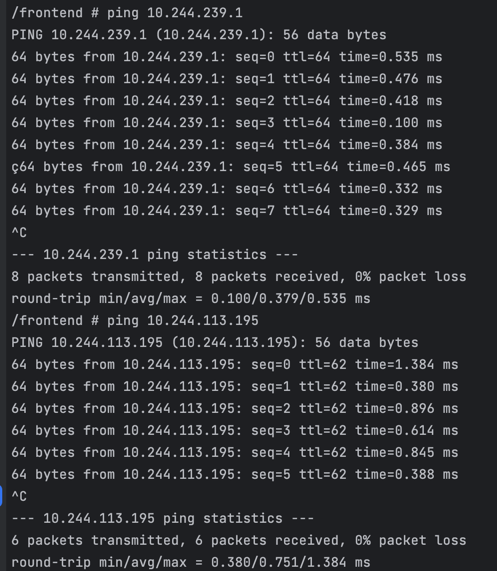 /frontend # ping 10.244.239.1
PING 10.244.239.1 (10.244.239.1): 56 data bytes
64 bytes from 10.244.239.1: seq=0 ttl=64 time=0.535 ms
64 bytes from 10.244.239.1: seq=1 ttl=64 time=0.476 ms
64 bytes from 10.244.239.1: seq=2 ttl=64 time=0.418 ms
64 bytes from 10.244.239.1: seq=3 ttl=64 time=0.100 ms
64 bytes from 10.244.239.1: seq=4 ttl=64 time=0.384 ms
ç64 bytes from 10.244.239.1: seq=5 ttl=64 time=0.465 ms
64 bytes from 10.244.239.1: seq=6 ttl=64 time=0.332 ms
64 bytes from 10.244.239.1: seq=7 ttl=64 time=0.329 ms
^C
--- 10.244.239.1 ping statistics ---
8 packets transmitted, 8 packets received, 0% packet loss
round-trip min/avg/max = 0.100/0.379/0.535 ms
/frontend # ping 10.244.113.195
PING 10.244.113.195 (10.244.113.195): 56 data bytes
64 bytes from 10.244.113.195: seq=0 ttl=62 time=1.384 ms
64 bytes from 10.244.113.195: seq=1 ttl=62 time=0.380 ms
64 bytes from 10.244.113.195: seq=2 ttl=62 time=0.896 ms
64 bytes from 10.244.113.195: seq=3 ttl=62 time=0.614 ms
64 bytes from 10.244.113.195: seq=4 ttl=62 time=0.845 ms
64 bytes from 10.244.113.195: seq=5 ttl=62 time=0.388 ms
^C
--- 10.244.113.195 ping statistics ---
6 packets transmitted, 6 packets received, 0% packet loss
round-trip min/avg/max = 0.380/0.751/1.384 ms